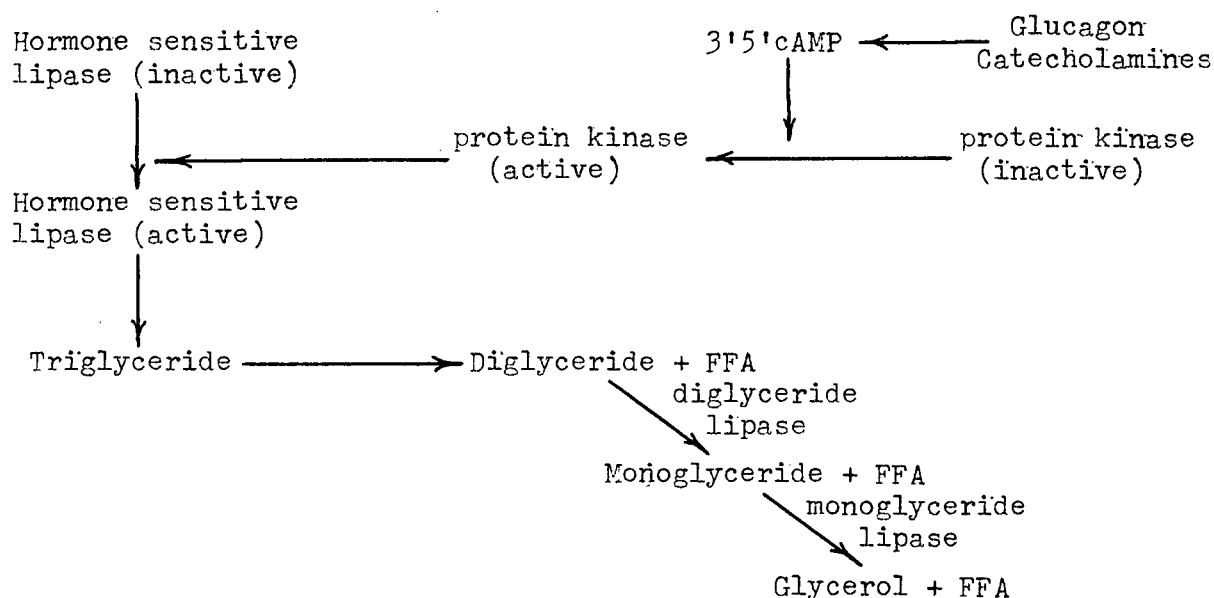 Hormone sensitive
lipase (inactive)
3'5'cAMP
Glucagon
Catecholamines
protein kinase
(active)
protein kinase
(inactive)
Hormone sensitive
lipase (active)
Triglyceride
Diglyceride + FFA
diglyceride
lipase
Monoglyceride + FFA
monoglyceride
lipase
Glycerol + FFA